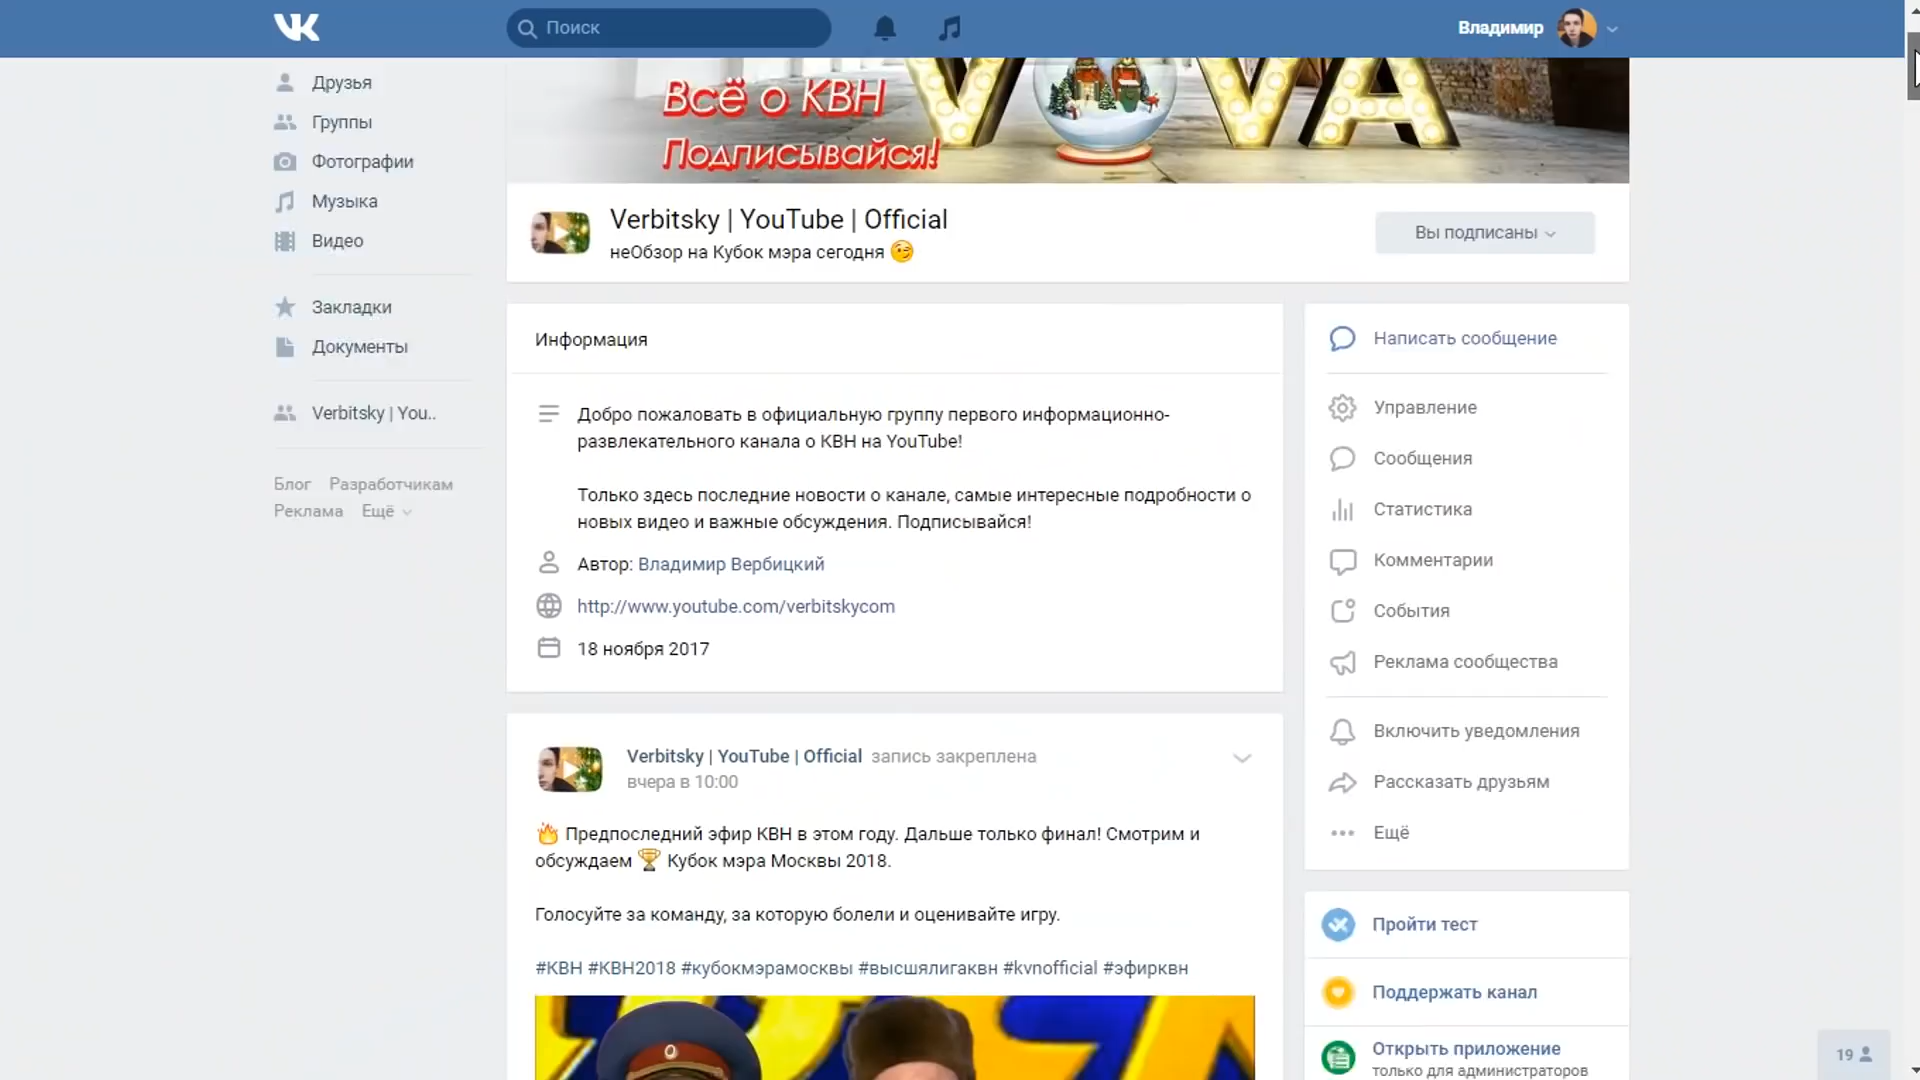 Поиск
Владимир
Друзья
Группы
Фотографии
Музыка
Видео
Закладки
Документы
Verbitsky | You..
Блог Разработчикам
Реклама Ещё
Всё о КВН
Подписывайся!
VOVA
Verbitsky | YouTube | Official
неОбзор на Кубок мэра сегодня
Вы подписаны
Информация
Добро пожаловать в официальную группу первого информационно-
развлекательного канала о КВН на YouTube!
Только здесь последние новости о канале, самые интересные подробности о
новых видео и важные обсуждения. Подписывайся!
Автор: Владимир Вербицкий
http://www.youtube.com/verbitskycom
18 ноября 2017
Verbitsky | YouTube | Official запись закреплена
вчера в 10:00
Предпоследний эфир КВН в этом году. Дальше только финал! Смотрим и
обсуждаем Кубок мэра Москвы 2018.
Голосуйте за команду, за которую болели и оценивайте игру.
#КВН #КВН2018 #кубокмэрамосквы #высшялигаквн #kvnofficial #эфирквн
Написать сообщение
Управление
Сообщения
Статистика
Комментарии
События
Реклама сообщества
Включить уведомления
Рассказать друзьям
Ещё
Пройти тест
Поддержать канал
Открыть приложение
только для администраторов
19